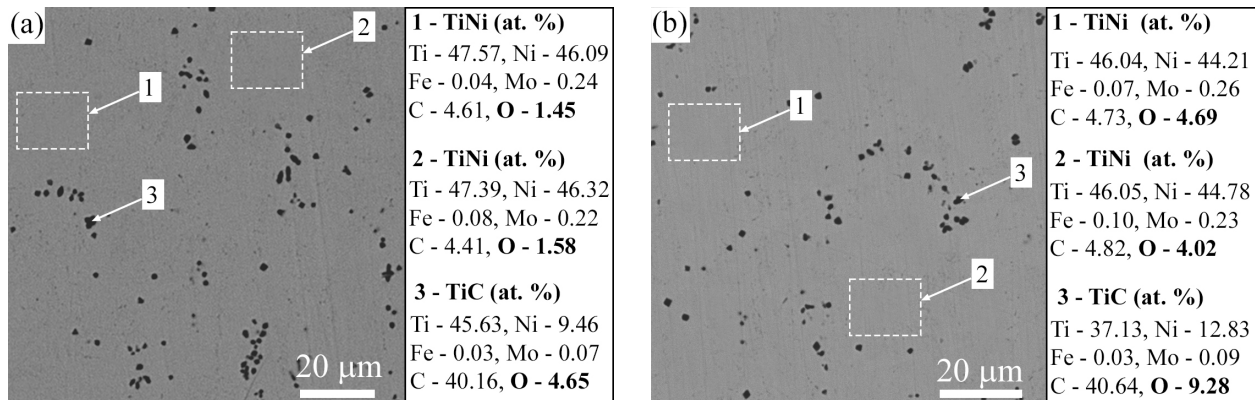 (a)
2
1
3
20 μm
1 - TiNi (at. %)
Ti - 47.57, Ni - 46.09
Fe - 0.04, Mo - 0.24
C - 4.61, O - 1.45
2 - TiNi (at. %)
Ti - 47.39, Ni - 46.32
Fe - 0.08, Mo - 0.22
C - 4.41, O - 1.58
3 - TiC (at. %)
Ti - 45.63, Ni - 9.46
Fe - 0.03, Mo - 0.07
C - 40.16, O - 4.65
(b)
1
3
2
20 μm
1 - TiNi (at. %)
Ti - 46.04, Ni - 44.21
Fe - 0.07, Mo - 0.26
C - 4.73, O - 4.69
2 - TiNi (at. %)
Ti - 46.05, Ni - 44.78
Fe - 0.10, Mo - 0.23
C - 4.82, O - 4.02
3 - TiC (at. %)
Ti - 37.13, Ni - 12.83
Fe - 0.03, Mo - 0.09
C - 40.64, O - 9.28